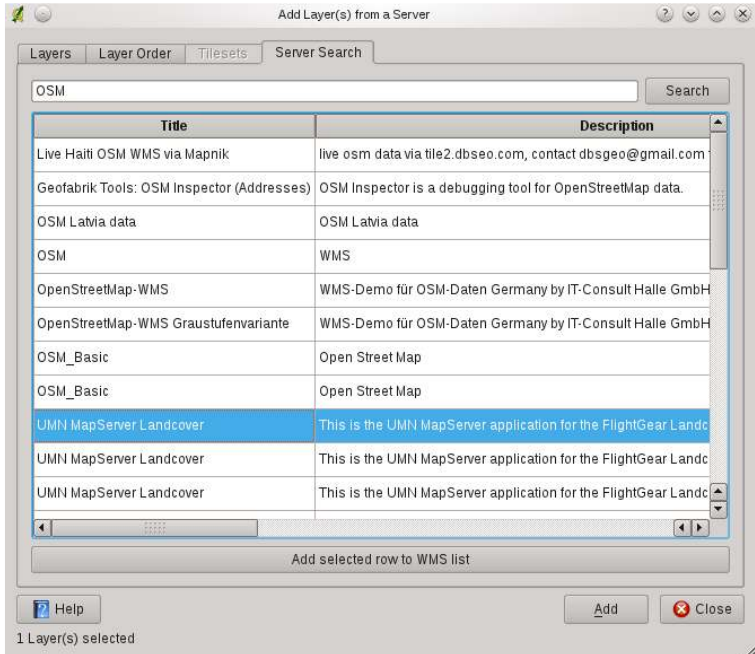 Add Layer(s) from a Server
Layers Layer Order Tilesets Server Search
OSM Search
Title Description
Live Haiti OSM WMS via Mapnik live osm data via tile2.dbseo.com, contact dbsgeo@gmail.com
Geofabrik Tools: OSM Inspector (Addresses) OSM Inspector is a debugging tool for OpenStreetMap data.
OSM Latvia data OSM Latvia data
OSM WMS
OpenStreetMap-WMS WMS-Demo für OSM-Daten Germany by IT-Consult Halle GmbH
OpenStreetMap-WMS Graustufenvariante WMS-Demo für OSM-Daten Germany by IT-Consult Halle GmbH
OSM_Basic Open Street Map
OSM_Basic Open Street Map
UMN MapServer Landcover This is the UMN MapServer application for the FlightGear Landc
UMN MapServer Landcover This is the UMN MapServer application for the FlightGear Landc
UMN MapServer Landcover This is the UMN MapServer application for the FlightGear Landc
Add selected row to WMS list
Help Add Close
1 Layer(s) selected